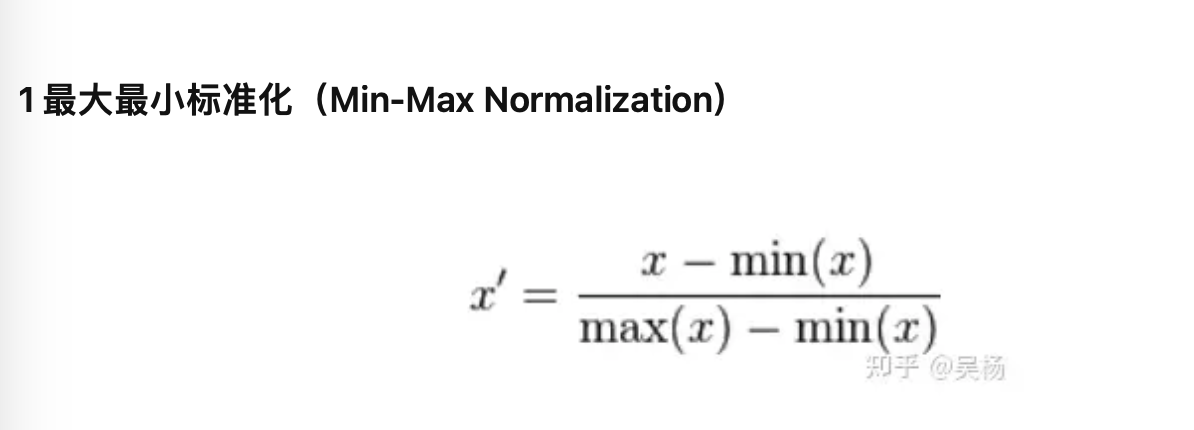 1最大最小标准化（Min-Max Normalization）
x′ = (x − min(x)) / (max(x) − min(x))
知乎 @吴杨